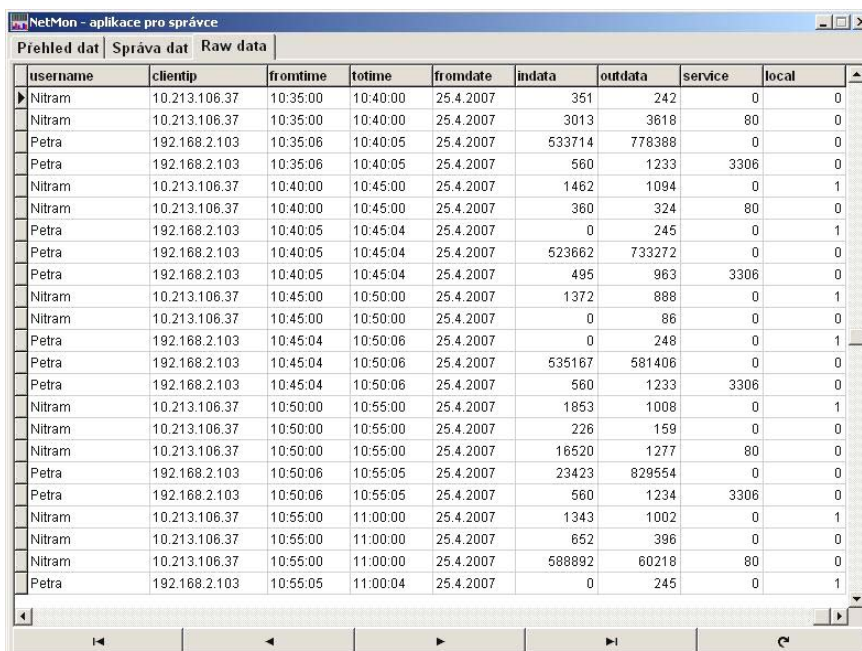 NetMon - aplikace pro správce
Přehled dat Správa dat Raw data
username clientip fromtime totime fromdate indata outdata service local
Nitram 10.213.106.37 10:35:00 10:40:00 25.4.2007 351 242 0 0
Nitram 10.213.106.37 10:35:00 10:40:00 25.4.2007 3013 3618 80 0
Petra 192.168.2.103 10:35:06 10:40:05 25.4.2007 533714 778388 0 0
Petra 192.168.2.103 10:35:06 10:40:05 25.4.2007 560 1233 3306 0
Nitram 10.213.106.37 10:40:00 10:45:00 25.4.2007 1462 1094 0 1
Nitram 10.213.106.37 10:40:00 10:45:00 25.4.2007 360 324 80 0
Petra 192.168.2.103 10:40:05 10:45:04 25.4.2007 0 245 0 1
Petra 192.168.2.103 10:40:05 10:45:04 25.4.2007 523662 733272 0 0
Petra 192.168.2.103 10:40:05 10:45:04 25.4.2007 495 963 3306 0
Nitram 10.213.106.37 10:45:00 10:50:00 25.4.2007 1372 888 0 1
Nitram 10.213.106.37 10:45:00 10:50:00 25.4.2007 0 86 0 0
Petra 192.168.2.103 10:45:04 10:50:06 25.4.2007 0 248 0 1
Petra 192.168.2.103 10:45:04 10:50:06 25.4.2007 535167 581406 0 0
Petra 192.168.2.103 10:45:04 10:50:06 25.4.2007 560 1233 3306 0
Nitram 10.213.106.37 10:50:00 10:55:00 25.4.2007 1853 1008 0 1
Nitram 10.213.106.37 10:50:00 10:55:00 25.4.2007 226 159 0 0
Nitram 10.213.106.37 10:50:00 10:55:00 25.4.2007 16520 1277 80 0
Petra 192.168.2.103 10:50:06 10:55:05 25.4.2007 23423 829554 0 0
Petra 192.168.2.103 10:50:06 10:55:05 25.4.2007 560 1234 3306 0
Nitram 10.213.106.37 10:55:00 11:00:00 25.4.2007 1343 1002 0 1
Nitram 10.213.106.37 10:55:00 11:00:00 25.4.2007 652 396 0 0
Nitram 10.213.106.37 10:55:00 11:00:00 25.4.2007 588892 60218 80 0
Petra 192.168.2.103 10:55:05 11:00:04 25.4.2007 0 245 0 1